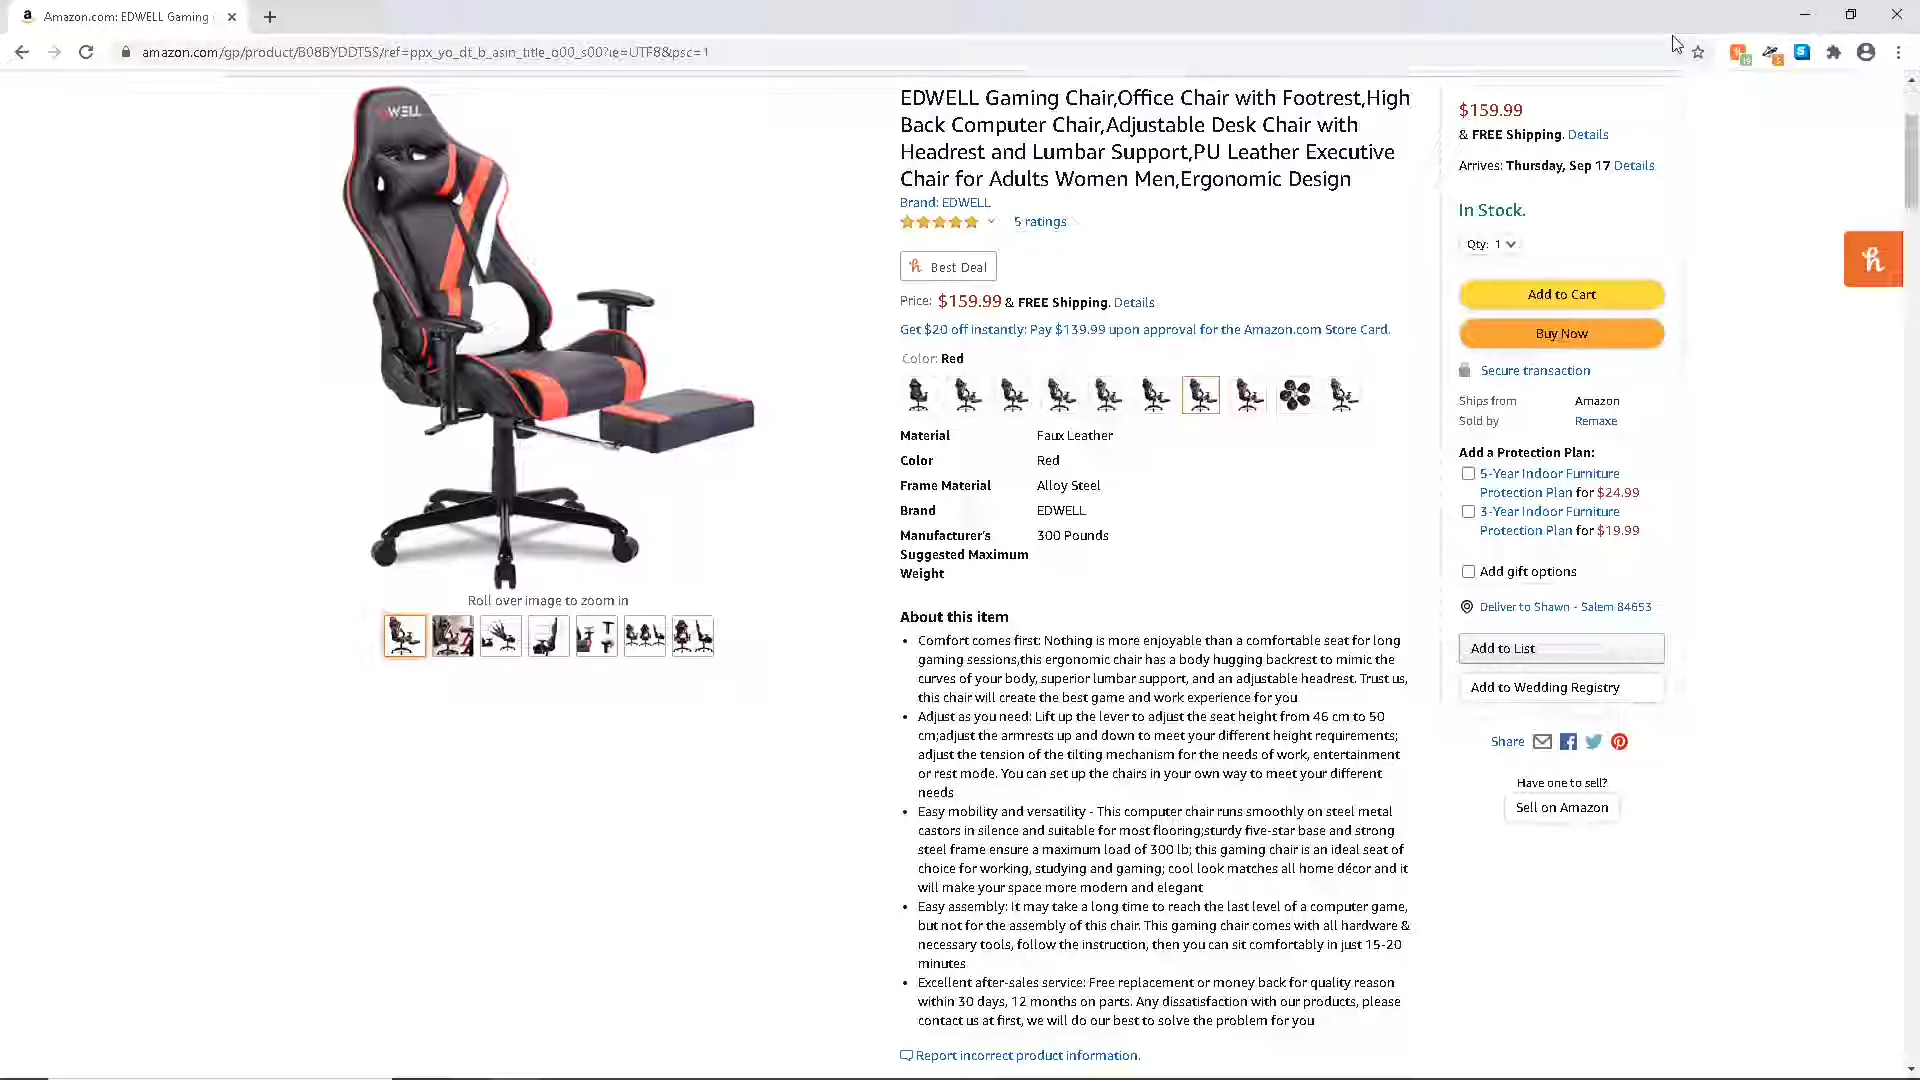 Amazon.com: EDWELL Gaming
amazon.com/gp/product/B08BYDDT5S/ref=ppx_yo_dt_b_asin_title_o00_s00?ie=UTF8&psc=1
EDWELL Gaming Chair,Office Chair with Footrest,High
Back Computer Chair,Adjustable Desk Chair with
Headrest and Lumbar Support,PU Leather Executive
Chair for Adults Women Men,Ergonomic Design
Brand: EDWELL
5 ratings
Best Deal
Price: $159.99 & FREE Shipping. Details
Get $20 off instantly: Pay $139.99 upon approval for the Amazon.com Store Card.
Color: Red
Material Faux Leather
Color Red
Frame Material Alloy Steel
Brand EDWELL
Manufacturer's 300 Pounds
Suggested Maximum
Weight
About this item
Comfort comes first: Nothing is more enjoyable than a comfortable seat for long
gaming sessions,this ergonomic chair has a body hugging backrest to mimic the
curves of your body, superior lumbar support, and an adjustable headrest. Trust us,
this chair will create the best game and work experience for you
Adjust as you need: Lift up the lever to adjust the seat height from 46 cm to 50
cm;adjust the armrests up and down to meet your different height requirements;
adjust the tension of the tilting mechanism for the needs of work, entertainment
or rest mode. You can set up the chairs in your own way to meet your different
needs
Easy mobility and versatility - This computer chair runs smoothly on steel metal
castors in silence and suitable for most flooring;sturdy five-star base and strong
steel frame ensure a maximum load of 300 lb; this gaming chair is an ideal seat of
choice for working, studying and gaming; cool look matches all home décor and it
will make your space more modern and elegant
Easy assembly: It may take a long time to reach the last level of a computer game,
but not for the assembly of this chair. This gaming chair comes with all hardware &
necessary tools, follow the instruction, then you can sit comfortably in just 15-20
minutes
Excellent after-sales service: Free replacement or money back for quality reason
within 30 days, 12 months on parts. Any dissatisfaction with our products, please
contact us at first, we will do our best to solve the problem for you
Report incorrect product information.
Roll over image to zoom in
$159.99
& FREE Shipping. Details
Arrives: Thursday, Sep 17 Details
In Stock.
Qty: 1
Add to Cart
Buy Now
Secure transaction
Ships from Amazon
Sold by Remaxe
Add a Protection Plan:
5-Year Indoor Furniture
Protection Plan for $24.99
3-Year Indoor Furniture
Protection Plan for $19.99
Add gift options
Deliver to Shawn - Salem 84653
Add to List
Add to Wedding Registry
Share
Have one to sell?
Sell on Amazon